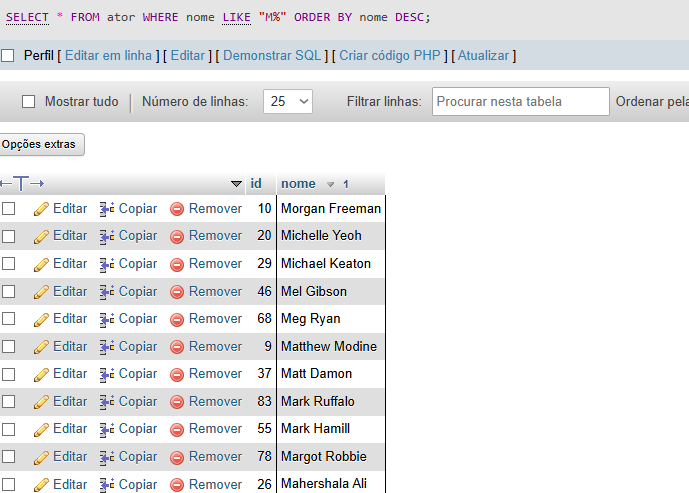 SELECT * FROM ator WHERE nome LIKE "M%" ORDER BY nome DESC;
Perfil [ Editar em linha ] [ Editar ] [ Demonstrar SQL ] [ Criar código PHP ] [ Atualizar ]
Mostrar tudo | Número de linhas: 25 Filtrar linhas: Procurar nesta tabela Ordenar pela
Opções extras
←T→ id nome 1
Editar Copiar Remover 10 Morgan Freeman
Editar Copiar Remover 20 Michelle Yeoh
Editar Copiar Remover 29 Michael Keaton
Editar Copiar Remover 46 Mel Gibson
Editar Copiar Remover 68 Meg Ryan
Editar Copiar Remover 9 Matthew Modine
Editar Copiar Remover 37 Matt Damon
Editar Copiar Remover 83 Mark Ruffalo
Editar Copiar Remover 55 Mark Hamill
Editar Copiar Remover 78 Margot Robbie
Editar Copiar Remover 26 Mahershala Ali